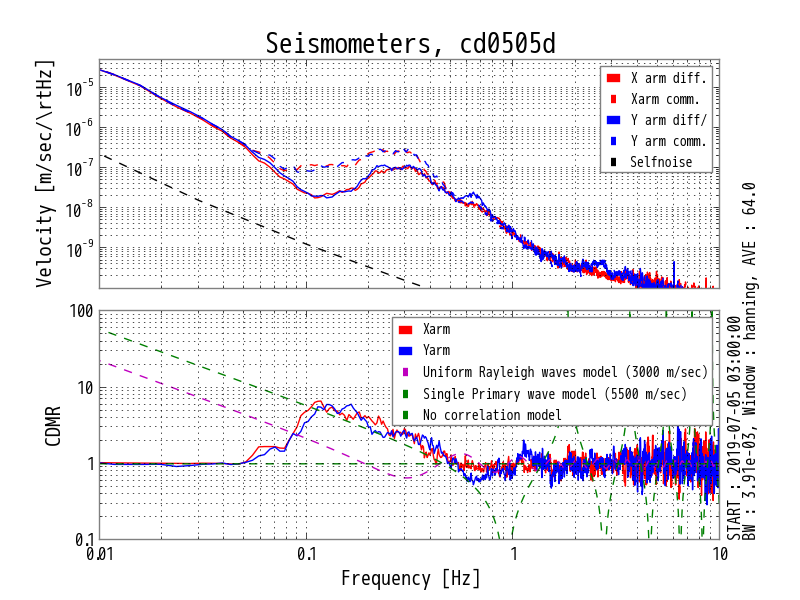 Seismometers, cd0505d
Velocity [m/sec/\rtHz]
10^-5
10^-6
10^-7
10^-8
10^-9
X arm diff.
Xarm comm.
Y arm diff/
Y arm comm.
Selfnoise
CDMR
100
10
1
0.1
Xarm
Yarm
Uniform Rayleigh waves model (3000 m/sec)
Single Primary wave model (5500 m/sec)
No correlation model
0.01
0.1
1
10
Frequency [Hz]
START : 2019-07-05 03:00:00
BW : 3.91e-03, Window : hanning, AVE : 64.0